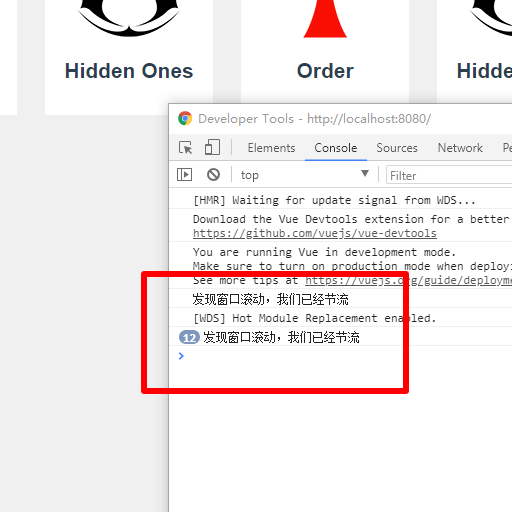 Hidden Ones
Order
Hidde
Developer Tools - http://localhost:8080/
Elements Console Sources Network Pe
top Filter
[HMR] Waiting for update signal from WDS...
Download the Vue Devtools extension for a better
https://github.com/vuejs/vue-devtools
You are running Vue in development mode.
Make sure to turn on production mode when deployi
See more tips at https://vuejs.org/guide/deployme
发现窗口滚动，我们已经节流
[WDS] Hot Module Replacement enabled.
12 发现窗口滚动，我们已经节流